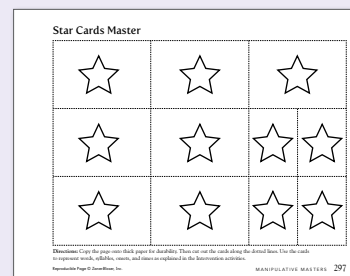 Star Cards Master
Directions: Copy the page onto thick paper for durability. Then cut out the cards along the dotted lines. Use the cards
to represent words, syllables, onsets, and rimes as explained in the Intervention activities.
Reproducible Page © Zaner-Bloser, Inc.
MANIPULATIVE MASTERS 297